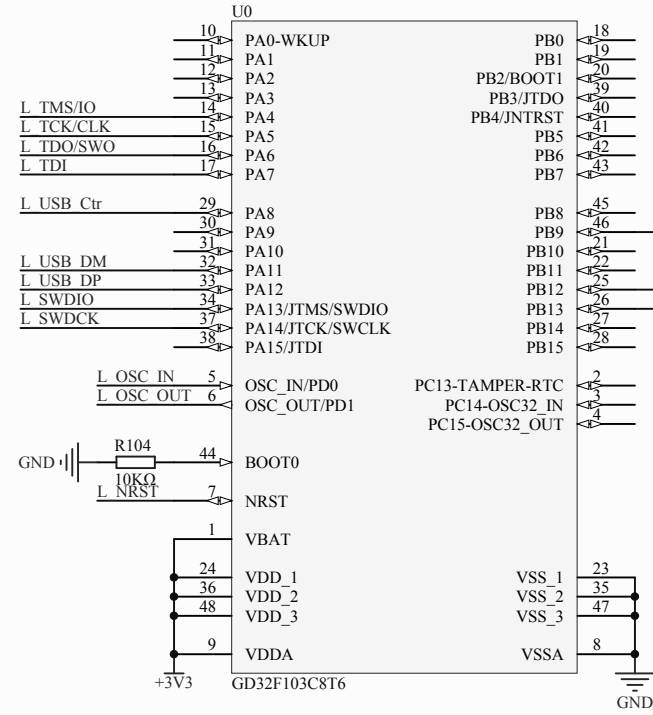 U0
10 PA0-WKUP PB0 18
11 PA1 PB1 19
12 PA2 PB2/BOOT1 20
13 PA3 PB3/JTDO 39
L_TMS/IO 14 PA4 PB4/JNTRST 40
L_TCK/CLK 15 PA5 PB5 41
L_TDO/SWO 16 PA6 PB6 42
L_TDI 17 PA7 PB7 43
L_USB_Ctr 29 PA8 PB8 45
30 PA9 PB9 46
31 PA10 PB10 21
L_USB_DM 32 PA11 PB11 22
L_USB_DP 33 PA12 PB12 25
L_SWDIO 34 PA13/JTMS/SWDIO PB13 26
L_SWDCK 37 PA14/JTCK/SWCLK PB14 27
38 PA15/JTDI PB15 28
L_OSC_IN 5 OSC_IN/PD0 PC13-TAMPER-RTC 2
L_OSC_OUT 6 OSC_OUT/PD1 PC14-OSC32_IN 3
PC15-OSC32_OUT 4
R104
GND 44 BOOT0
10KΩ
L_NRST 7 NRST
1 VBAT
24 VDD_1 VSS_1 23
36 VDD_2 VSS_2 35
48 VDD_3 VSS_3 47
9 VDDA VSSA 8
+3V3 GD32F103C8T6
GND